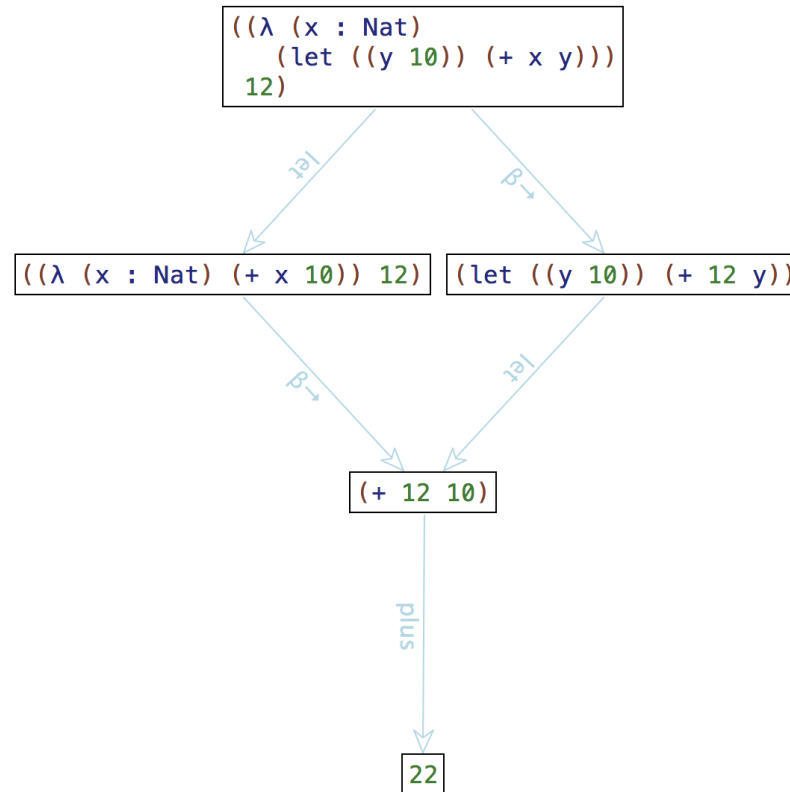 ((λ (x : Nat)
(let ((y 10)) (+ x y)))
12)
let
→β
((λ (x : Nat) (+ x 10)) 12)
(let ((y 10)) (+ 12 y))
→β
let
(+ 12 10)
plus
22